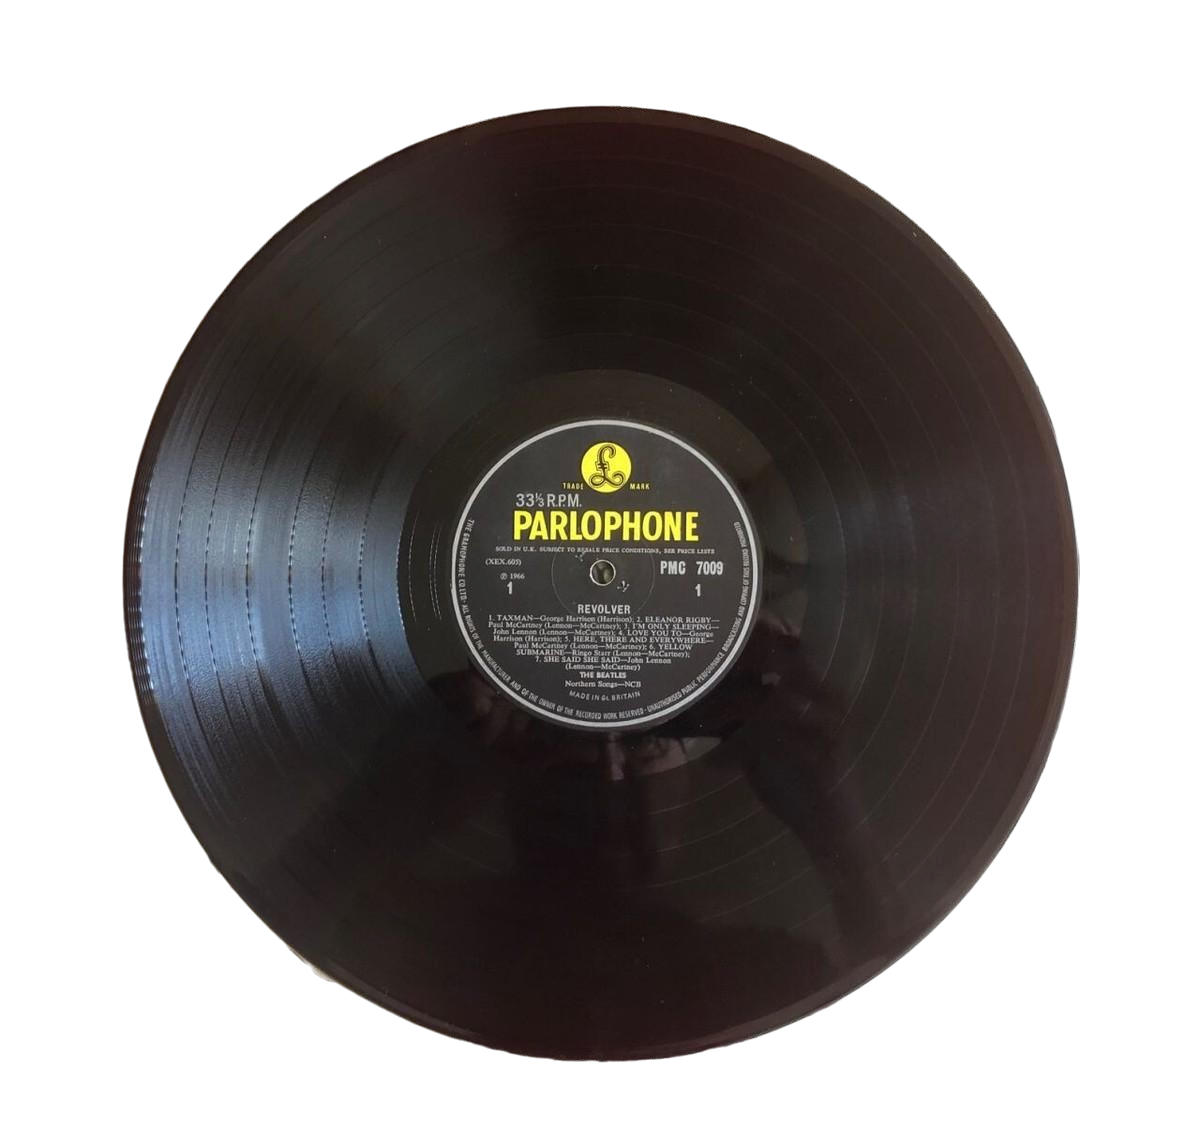 £
TRADE MARK
33⅓ R.P.M.
PARLOPHONE
SOLD IN U.K. SUBJECT TO RESALE PRICE CONDITIONS, SEE PRICE LISTS
(XEX.605)
PMC 7009
℗ 1966
1
1
REVOLVER
1. TAXMAN—George Harrison (Harrison); 2. ELEANOR RIGBY—
Paul McCartney (Lennon—McCartney); 3. I'M ONLY SLEEPING—
John Lennon (Lennon—McCartney); 4. LOVE YOU TO—George
Harrison (Harrison); 5. HERE, THERE AND EVERYWHERE—
Paul McCartney (Lennon—McCartney); 6. YELLOW
SUBMARINE—Ringo Starr (Lennon—McCartney);
7. SHE SAID SHE SAID—John Lennon
(Lennon—McCartney)
THE BEATLES
Northern Songs—NCB
MADE IN GT. BRITAIN
THE GRAMOPHONE CO. LTD. · ALL RIGHTS OF THE MANUFACTURER AND OF THE OWNER OF THE RECORDED WORK RESERVED · UNAUTHORISED PUBLIC PERFORMANCE BROADCASTING AND COPYING OF THIS RECORD PROHIBITED